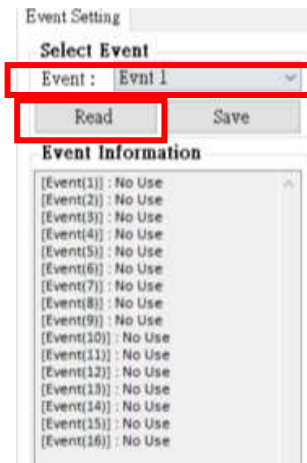 Event Setting
Select Event
Event : Evnt 1
Read Save
Event Information
[Event(1)] : No Use
[Event(2)] : No Use
[Event(3)] : No Use
[Event(4)] : No Use
[Event(5)] : No Use
[Event(6)] : No Use
[Event(7)] : No Use
[Event(8)] : No Use
[Event(9)] : No Use
[Event(10)] : No Use
[Event(11)] : No Use
[Event(12)] : No Use
[Event(13)] : No Use
[Event(14)] : No Use
[Event(15)] : No Use
[Event(16)] : No Use